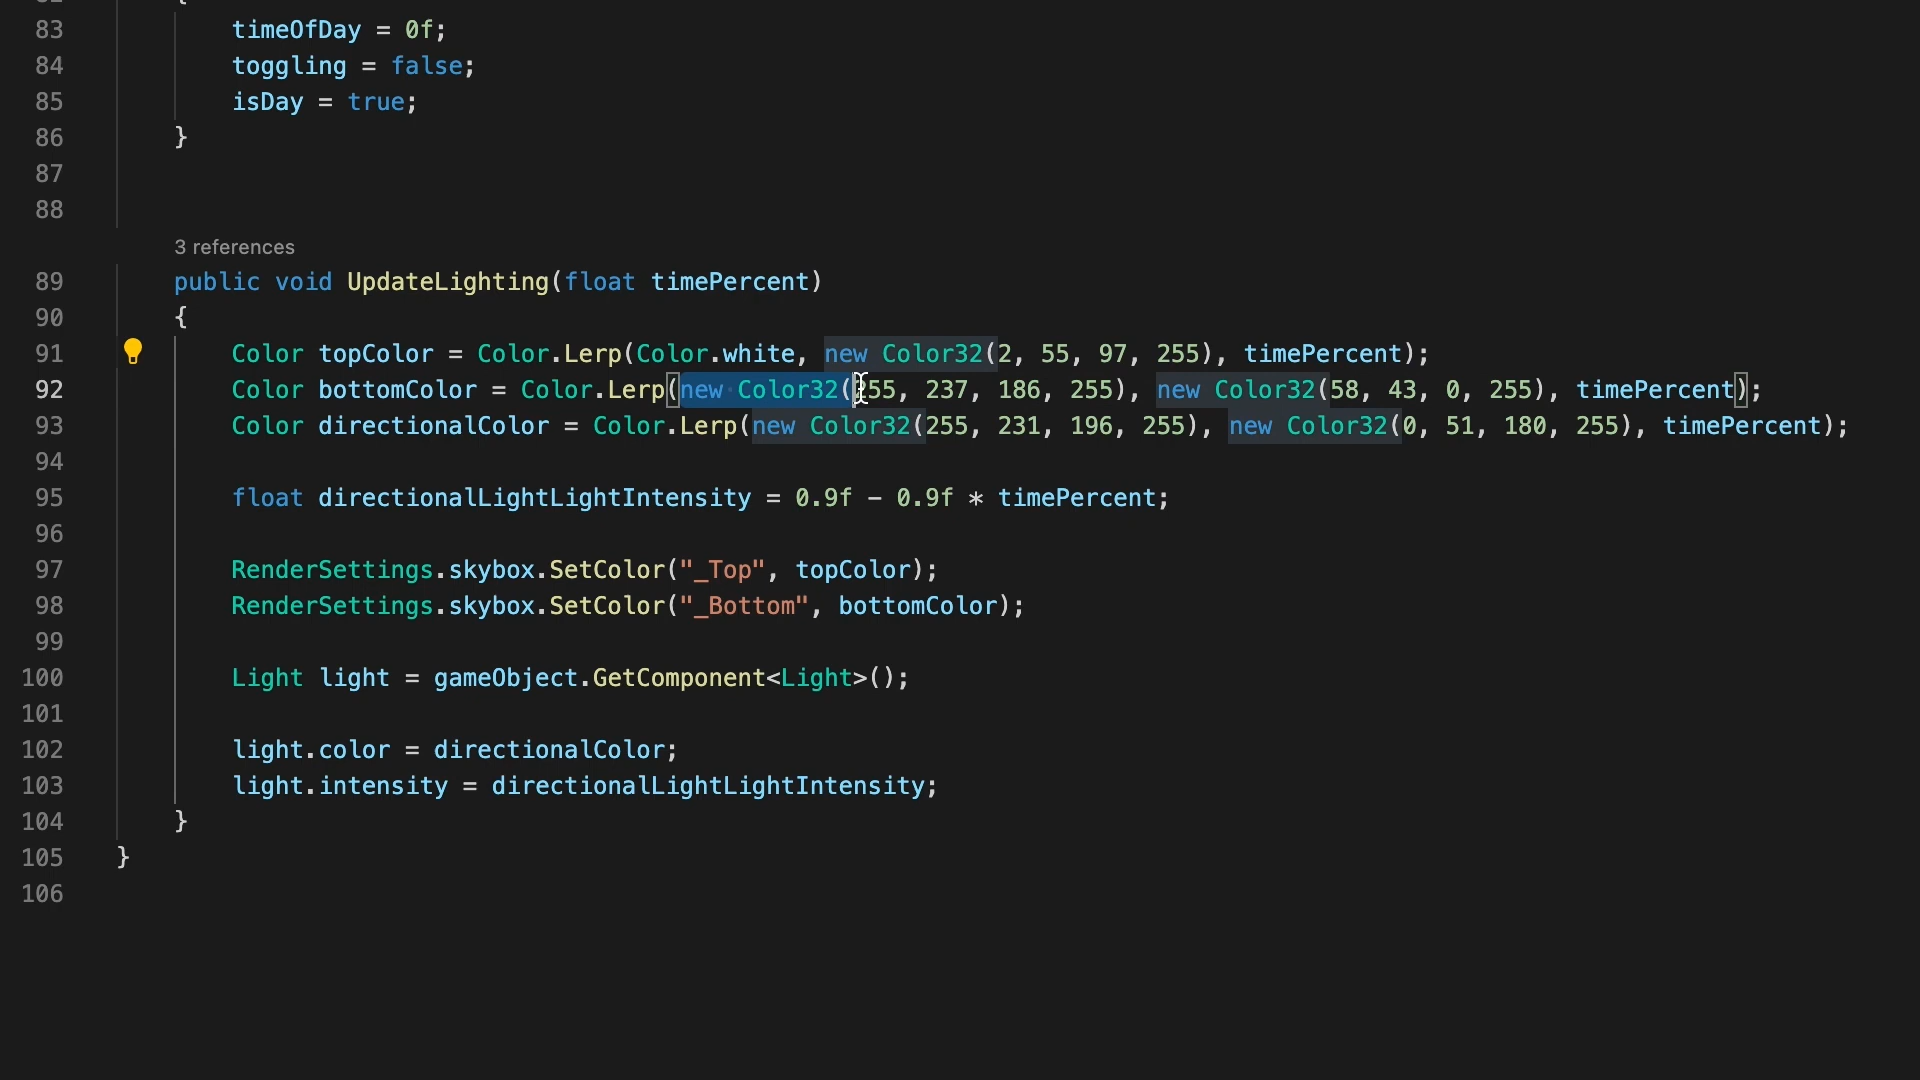 83 timeOfDay = 0f;
84 toggling = false;
85 isDay = true;
86 }
87
88
3 references
89 public void UpdateLighting(float timePercent)
90 {
91 Color topColor = Color.Lerp(Color.white, new Color32(2, 55, 97, 255), timePercent);
92 Color bottomColor = Color.Lerp(new Color32(255, 237, 186, 255), new Color32(58, 43, 0, 255), timePercent);
93 Color directionalColor = Color.Lerp(new Color32(255, 231, 196, 255), new Color32(0, 51, 180, 255), timePercent);
94
95 float directionalLightLightIntensity = 0.9f - 0.9f * timePercent;
96
97 RenderSettings.skybox.SetColor("_Top", topColor);
98 RenderSettings.skybox.SetColor("_Bottom", bottomColor);
99
100 Light light = gameObject.GetComponent<Light>();
101
102 light.color = directionalColor;
103 light.intensity = directionalLightLightIntensity;
104 }
105 }
106